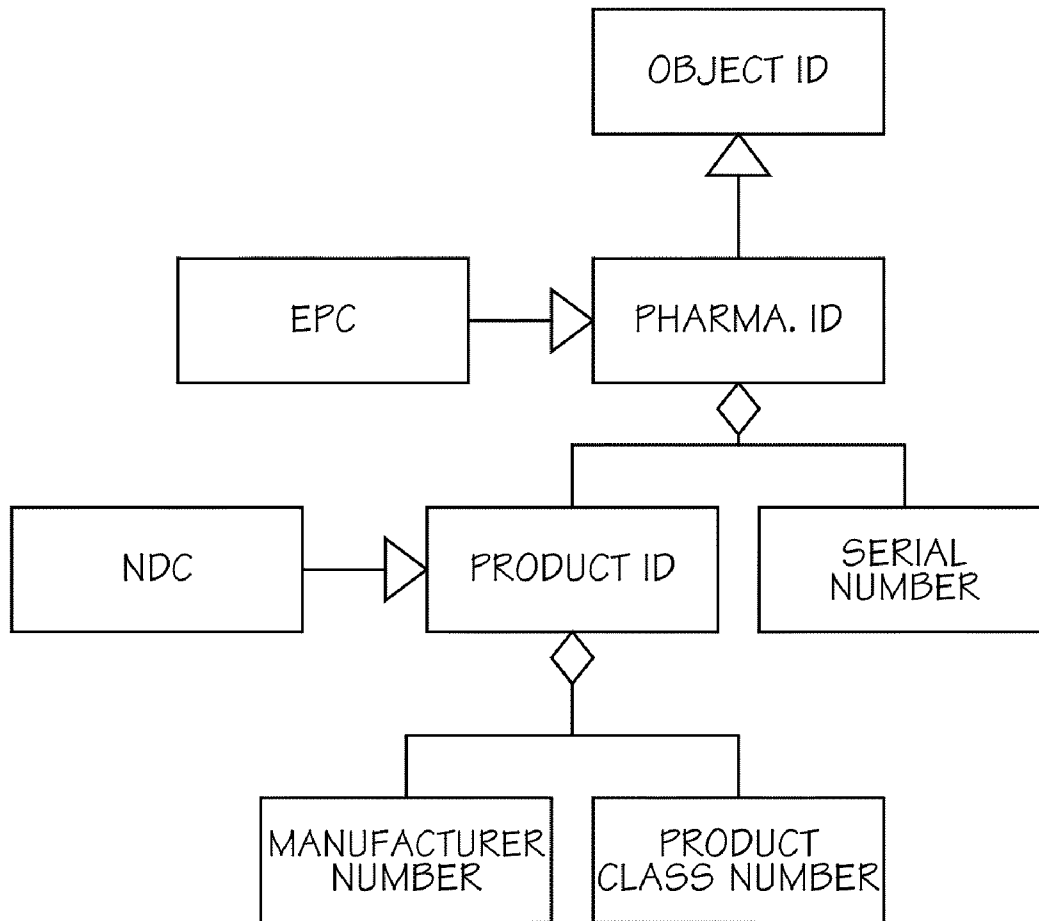 OBJECT ID
EPC
PHARMA. ID
NDC
PRODUCT ID
SERIAL
NUMBER
MANUFACTURER
NUMBER
PRODUCT
CLASS NUMBER